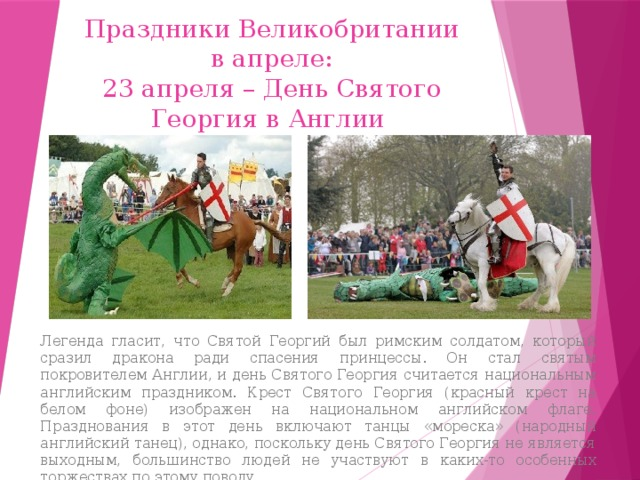 Праздники Великобритании
в апреле:
23 апреля – День Святого
Георгия в Англии
Легенда гласит, что Святой Георгий был римским солдатом, который
сразил дракона ради спасения принцессы. Он стал святым
покровителем Англии, и день Святого Георгия считается национальным
английским праздником. Крест Святого Георгия (красный крест на
белом фоне) изображен на национальном английском флаге.
Празднования в этот день включают танцы «мореска» (народный
английский танец), однако, поскольку день Святого Георгия не является
выходным, большинство людей не участвуют в каких-то особенных
торжествах по этому поводу.